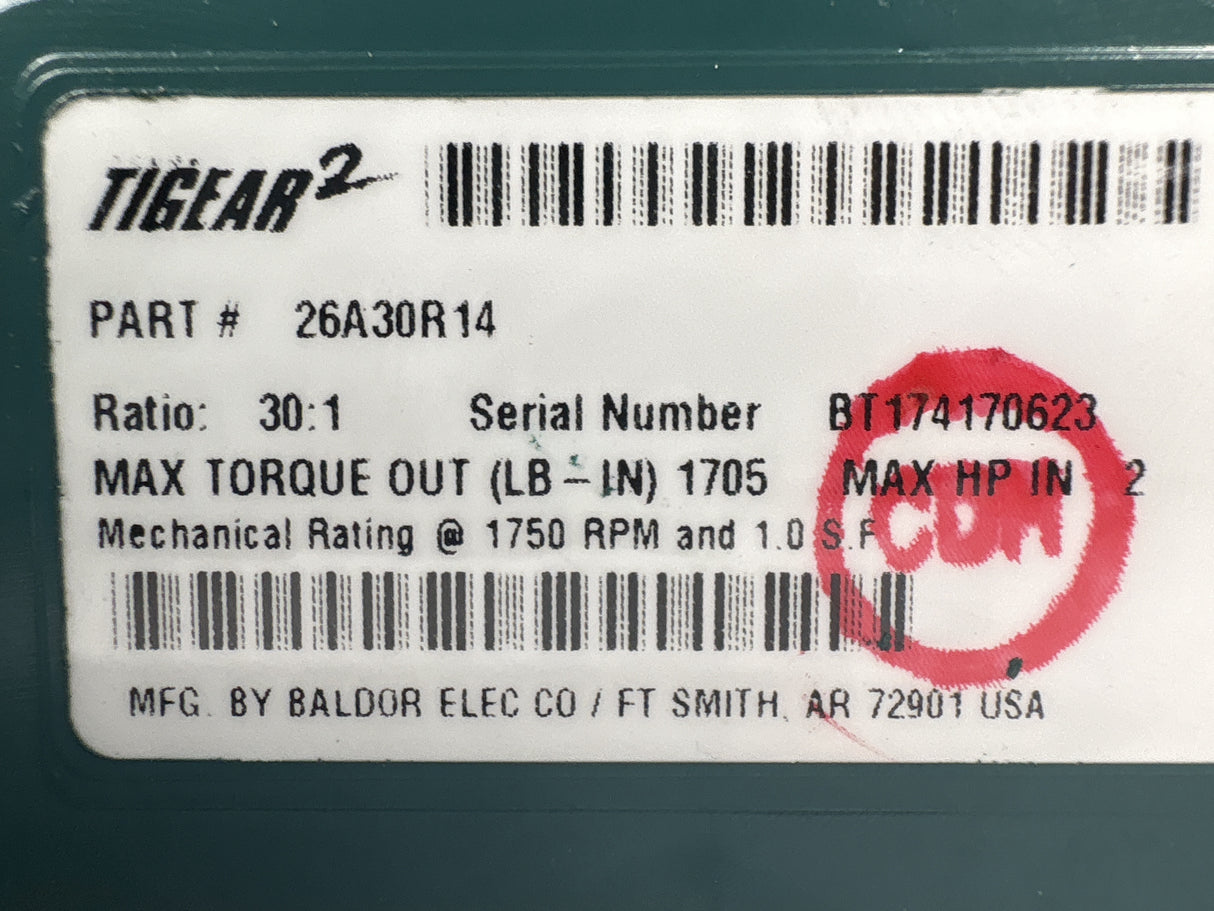 TIGEAR2
PART # 26A30R14
Ratio: 30:1 Serial Number BT174170623
MAX TORQUE OUT (LB - IN) 1705 MAX HP IN 2
Mechanical Rating @ 1750 RPM and 1.0 S.F
CDM
MFG. BY BALDOR ELEC CO / FT SMITH, AR 72901 USA